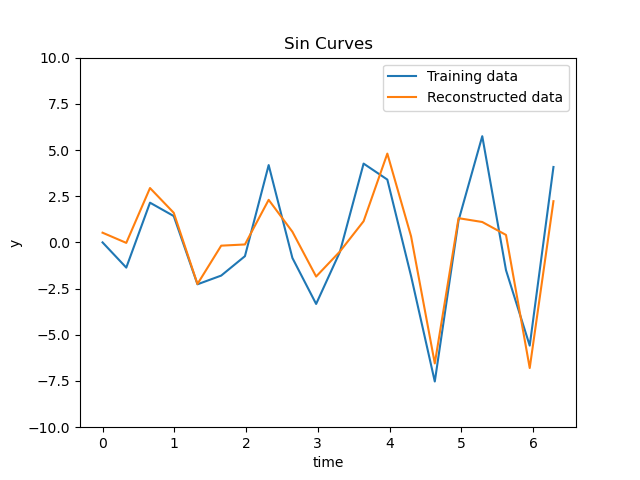 Sin Curves
Training data
Reconstructed data
10.0
7.5
5.0
2.5
0.0
−2.5
−5.0
−7.5
−10.0
y
0 1 2 3 4 5 6
time